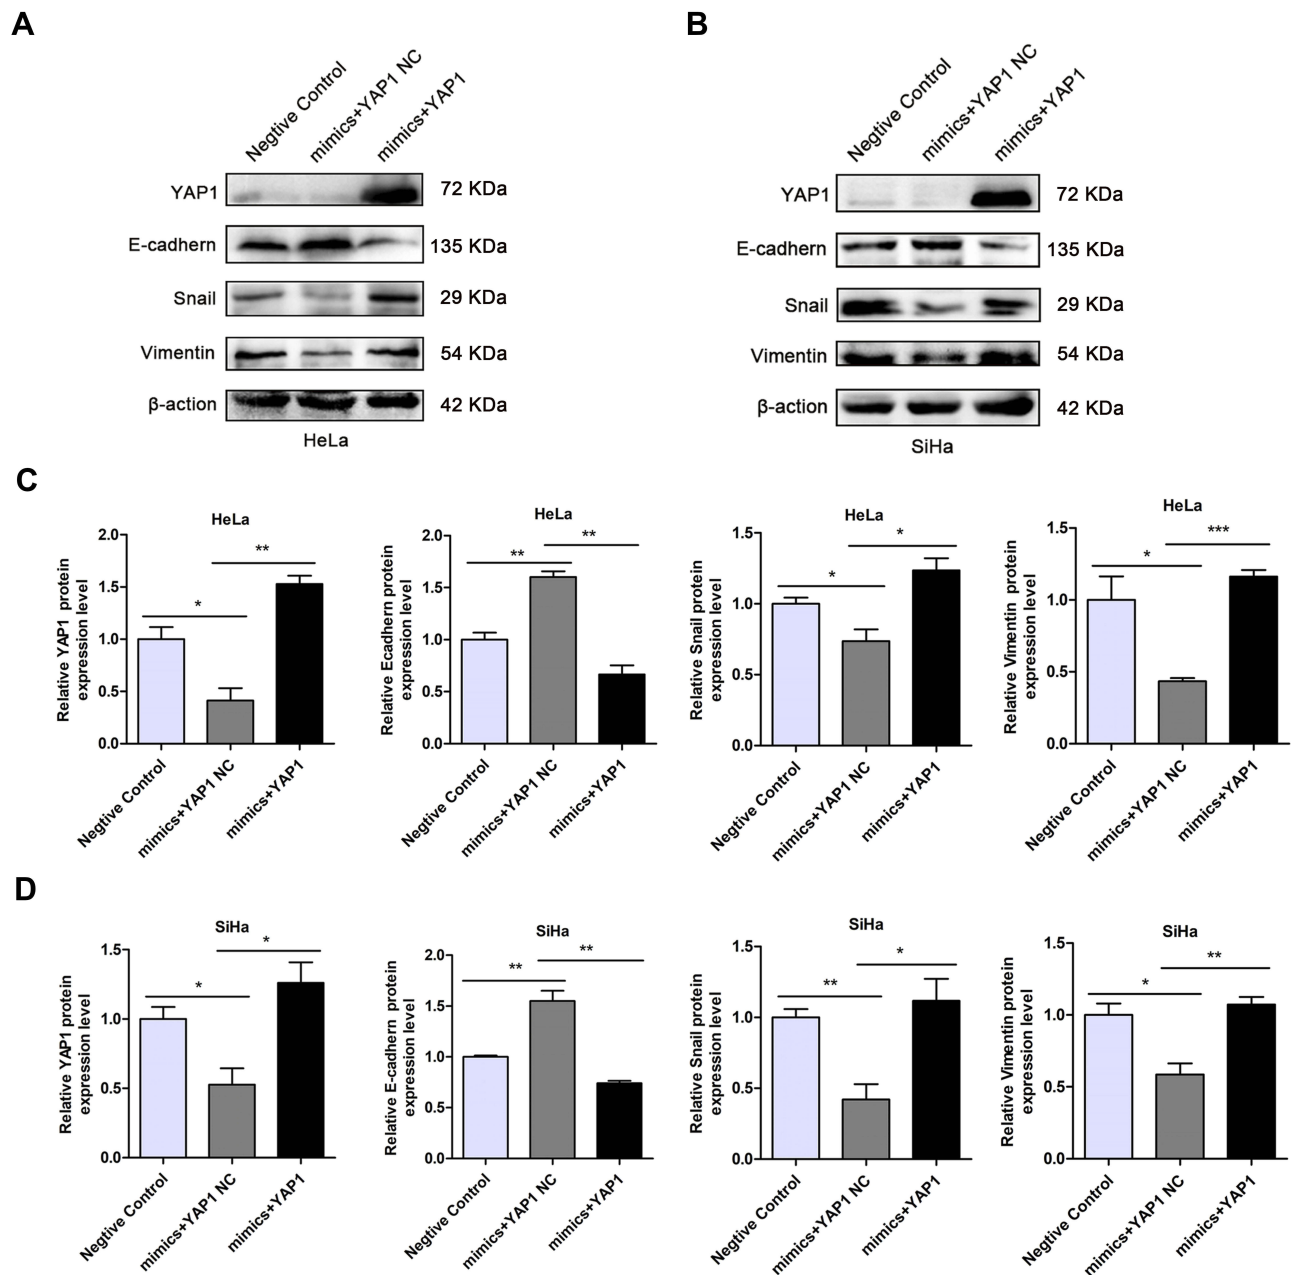 A
Negtive Control
mimics+YAP1 NC
mimics+YAP1
YAP1
72 KDa
E-cadhern
135 KDa
Snail
29 KDa
Vimentin
54 KDa
β-action
42 KDa
HeLa
B
Negtive Control
mimics+YAP1 NC
mimics+YAP1
YAP1
72 KDa
E-cadhern
135 KDa
Snail
29 KDa
Vimentin
54 KDa
β-action
42 KDa
SiHa
C
HeLa
Relative YAP1 protein
expression level
2.0
1.5
1.0
0.5
0.0
*
**
Negtive Control
mimics+YAP1 NC
mimics+YAP1
HeLa
Relative Ecadhern protein
expression level
2.0
1.5
1.0
0.5
0.0
**
**
Negtive Control
mimics+YAP1 NC
mimics+YAP1
HeLa
Relative Snail protein
expression level
1.5
1.0
0.5
0.0
*
*
Negtive Control
mimics+YAP1 NC
mimics+YAP1
HeLa
Relative Vimentin protein
expression level
1.5
1.0
0.5
0.0
*
***
Negtive Control
mimics+YAP1 NC
mimics+YAP1
D
SiHa
Relative YAP1 protein
expression level
1.5
1.0
0.5
0.0
*
*
Negtive Control
mimics+YAP1 NC
mimics+YAP1
SiHa
Relative E-cadhern protein
expression level
2.0
1.5
1.0
0.5
0.0
**
**
Negtive Control
mimics+YAP1 NC
mimics+YAP1
SiHa
Relative Snail protein
expression level
1.5
1.0
0.5
0.0
**
*
Negtive Control
mimics+YAP1 NC
mimics+YAP1
SiHa
Relative Vimentin protein
expression level
1.5
1.0
0.5
0.0
*
**
Negtive Control
mimics+YAP1 NC
mimics+YAP1